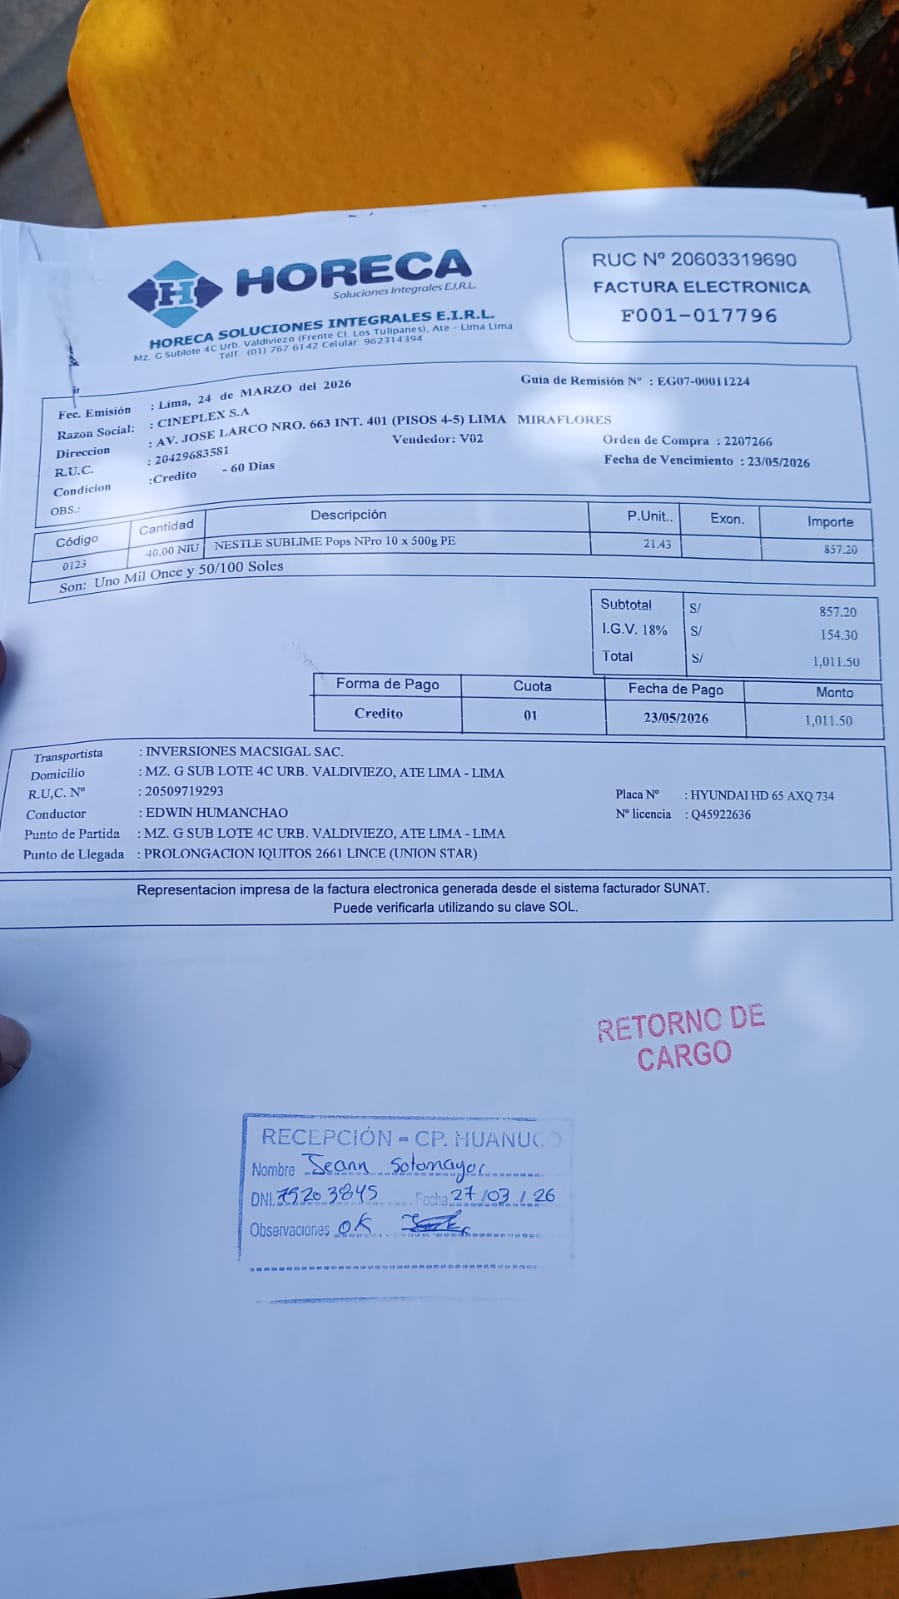 H HORECA
Soluciones Integrales E.I.R.L.
HORECA SOLUCIONES INTEGRALES E.I.R.L.
Mz. G Sublote 4C Urb. Valdiviezo (Frente Cl. Los Tulipanes), Ate - Lima Lima
Telf. (01) 767 6142 Celular: 962314394
RUC Nº 20603319690
FACTURA ELECTRONICA
F001-017796
Fec. Emisión : Lima, 24 de MARZO del 2026 Guia de Remisión N° : EG07-00011224
Razon Social: : CINEPLEX S.A
Direccion : AV. JOSE LARCO NRO. 663 INT. 401 (PISOS 4-5) LIMA MIRAFLORES
R.U.C. : 20429683581 Vendedor: V02 Orden de Compra : 2207266
Condicion :Credito - 60 Dias Fecha de Vencimiento : 23/05/2026
OBS.:
Código Cantidad Descripción P.Unit.. Exon. Importe
0123 40.00 NIU NESTLE SUBLIME Pops NPro 10 x 500g PE 21.43 857.20
Son: Uno Mil Once y 50/100 Soles
Subtotal S/ 857.20
I.G.V. 18% S/ 154.30
Total S/ 1,011.50
Forma de Pago Cuota Fecha de Pago Monto
Credito 01 23/05/2026 1,011.50
Transportista : INVERSIONES MACSIGAL SAC.
Domicilio : MZ. G SUB LOTE 4C URB. VALDIVIEZO, ATE LIMA - LIMA
R.U,C. Nº : 20509719293 Placa Nº : HYUNDAI HD 65 AXQ 734
Conductor : EDWIN HUMANCHAO Nº licencia : Q45922636
Punto de Partida : MZ. G SUB LOTE 4C URB. VALDIVIEZO, ATE LIMA - LIMA
Punto de Llegada : PROLONGACION IQUITOS 2661 LINCE (UNION STAR)
Representacion impresa de la factura electronica generada desde el sistema facturador SUNAT.
Puede verificarla utilizando su clave SOL.
RETORNO DE
CARGO
RECEPCIÓN - CP. HUANUCO
Nombre Jeann Sotomayor
DNI. 75203845 Fecha 27/03/26
Observaciones OK